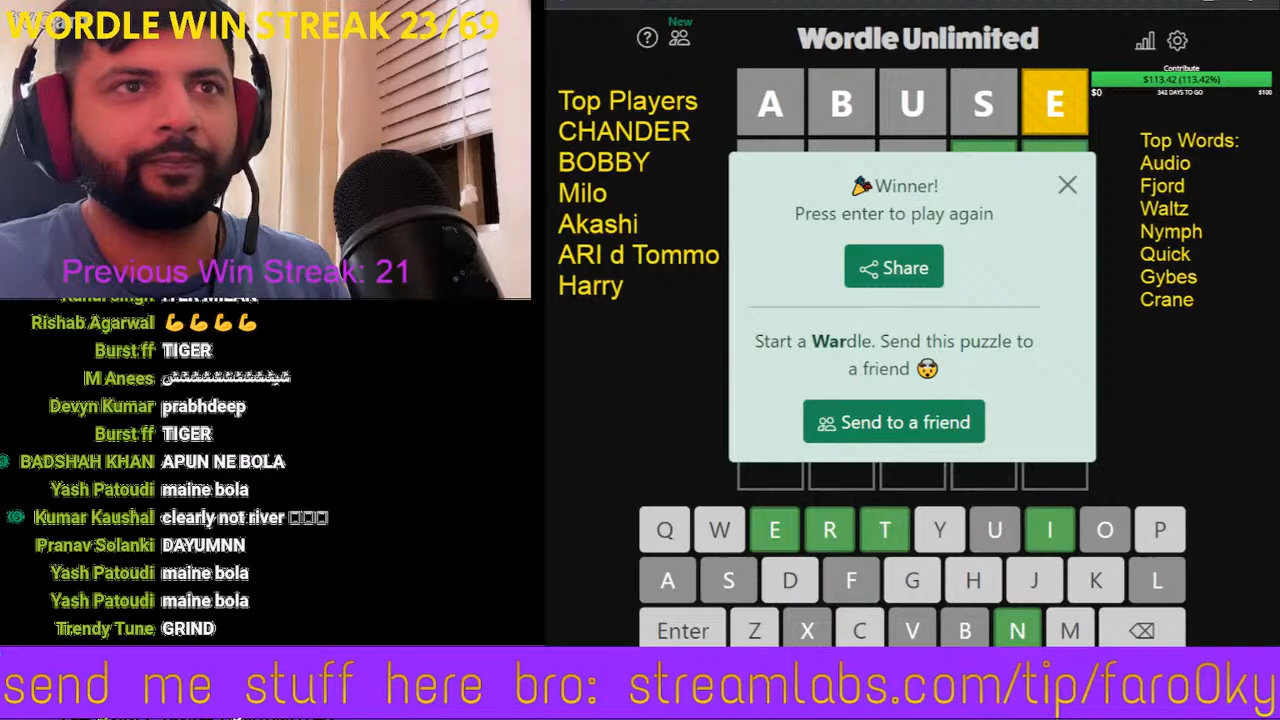 WORDLE WIN STREAK 23/69
Previous Win Streak: 21
Rishab Agarwal 💪💪💪💪
Burst ff TIGER
M Anees
Devyn Kumar prabhdeep
Burst ff TIGER
BADSHAH KHAN APUN NE BOLA
Yash Patoudi maine bola
Kumar Kaushal clearly not river
Pranav Solanki DAYUMNN
Yash Patoudi maine bola
Yash Patoudi maine bola
Trendy Tune GRIND
Top Players
CHANDER
BOBBY
Milo
Akashi
ARI d Tommo
Harry
New
Wordle Unlimited
A B U S E
Winner!
Press enter to play again
Share
Start a Wardle. Send this puzzle to
a friend 🤯
Send to a friend
Q W E R T Y U I O P
A S D F G H J K L
Enter Z X C V B N M
Contribute
$113.42 (113.42%)
$0 342 DAYS TO GO $100
Top Words:
Audio
Fjord
Waltz
Nymph
Quick
Gybes
Crane
send me stuff here bro: streamlabs.com/tip/faro0ky